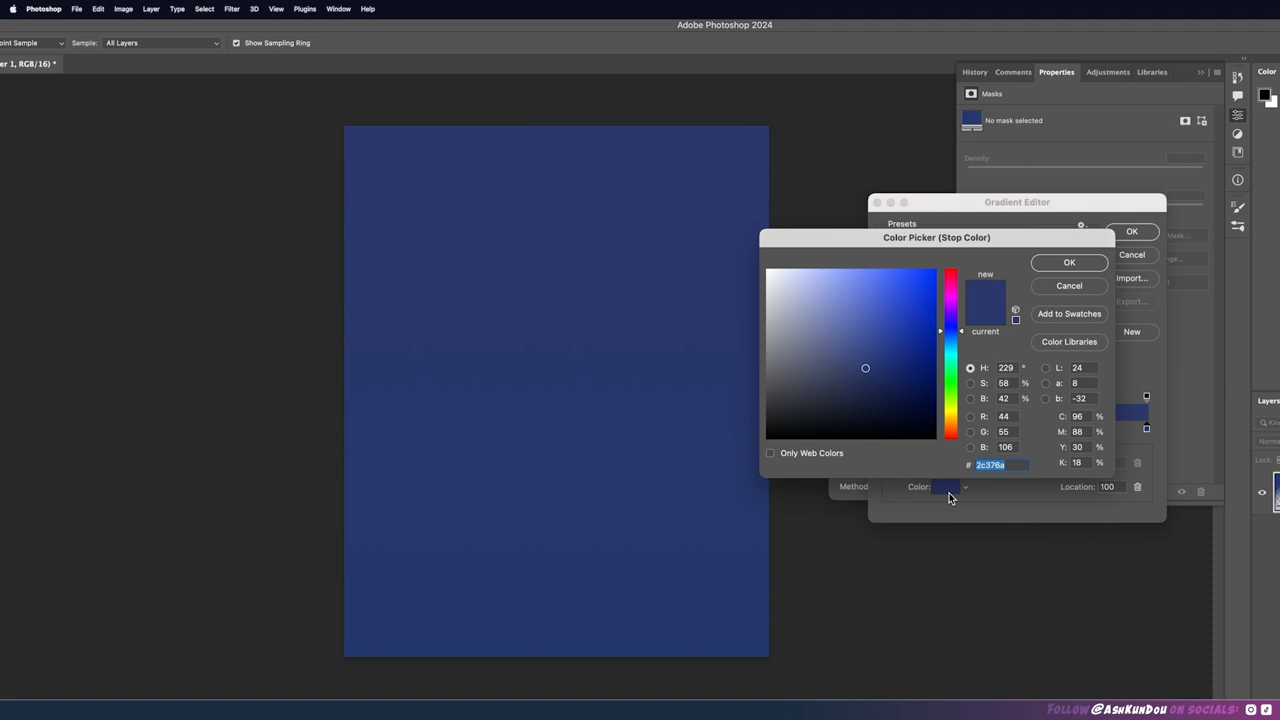 Photoshop File Edit Image Layer Type Select Filter 3D View Plugins Window Help
Adobe Photoshop 2024
oint Sample Sample: All Layers Show Sampling Ring
er 1, RGB/16) *
History Comments Properties Adjustments Libraries
Color
Masks
No mask selected
Density:
Gradient Editor
Presets
OK
Cancel
Import...
Export...
New
Mask...
nge...
Color Picker (Stop Color)
new
current
OK
Cancel
Add to Swatches
Color Libraries
H: 229 ° L: 24
S: 58 % a: 8
B: 42 % b: -32
R: 44 C: 96 %
G: 55 M: 88 %
B: 106 Y: 30 %
# 2c376a K: 18 %
Only Web Colors
Method Color: Location: 100
Layers
Norma
Lock:
Follow @AshKunDou on socials: